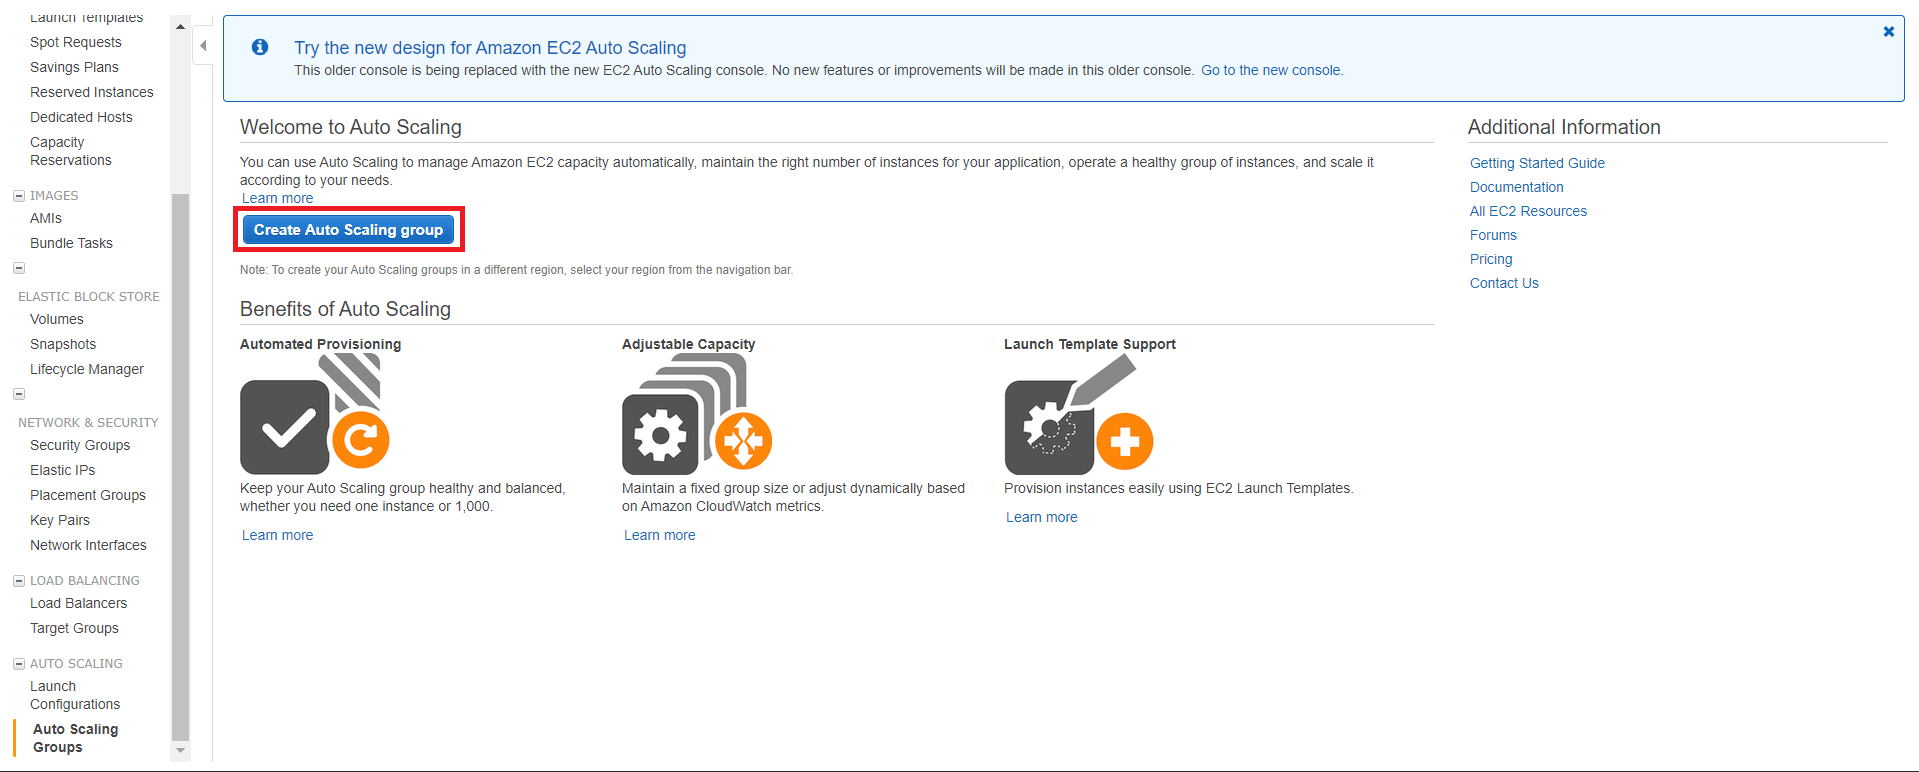 Launch Templates
Spot Requests
Savings Plans
Reserved Instances
Dedicated Hosts
Capacity
Reservations
IMAGES
AMIs
Bundle Tasks
ELASTIC BLOCK STORE
Volumes
Snapshots
Lifecycle Manager
NETWORK & SECURITY
Security Groups
Elastic IPs
Placement Groups
Key Pairs
Network Interfaces
LOAD BALANCING
Load Balancers
Target Groups
AUTO SCALING
Launch
Configurations
Auto Scaling
Groups
Try the new design for Amazon EC2 Auto Scaling
This older console is being replaced with the new EC2 Auto Scaling console. No new features or improvements will be made in this older console. Go to the new console.
Welcome to Auto Scaling
You can use Auto Scaling to manage Amazon EC2 capacity automatically, maintain the right number of instances for your application, operate a healthy group of instances, and scale it
according to your needs.
Learn more
Create Auto Scaling group
Note: To create your Auto Scaling groups in a different region, select your region from the navigation bar.
Benefits of Auto Scaling
Automated Provisioning
Keep your Auto Scaling group healthy and balanced,
whether you need one instance or 1,000.
Learn more
Adjustable Capacity
Maintain a fixed group size or adjust dynamically based
on Amazon CloudWatch metrics.
Learn more
Launch Template Support
Provision instances easily using EC2 Launch Templates.
Learn more
Additional Information
Getting Started Guide
Documentation
All EC2 Resources
Forums
Pricing
Contact Us